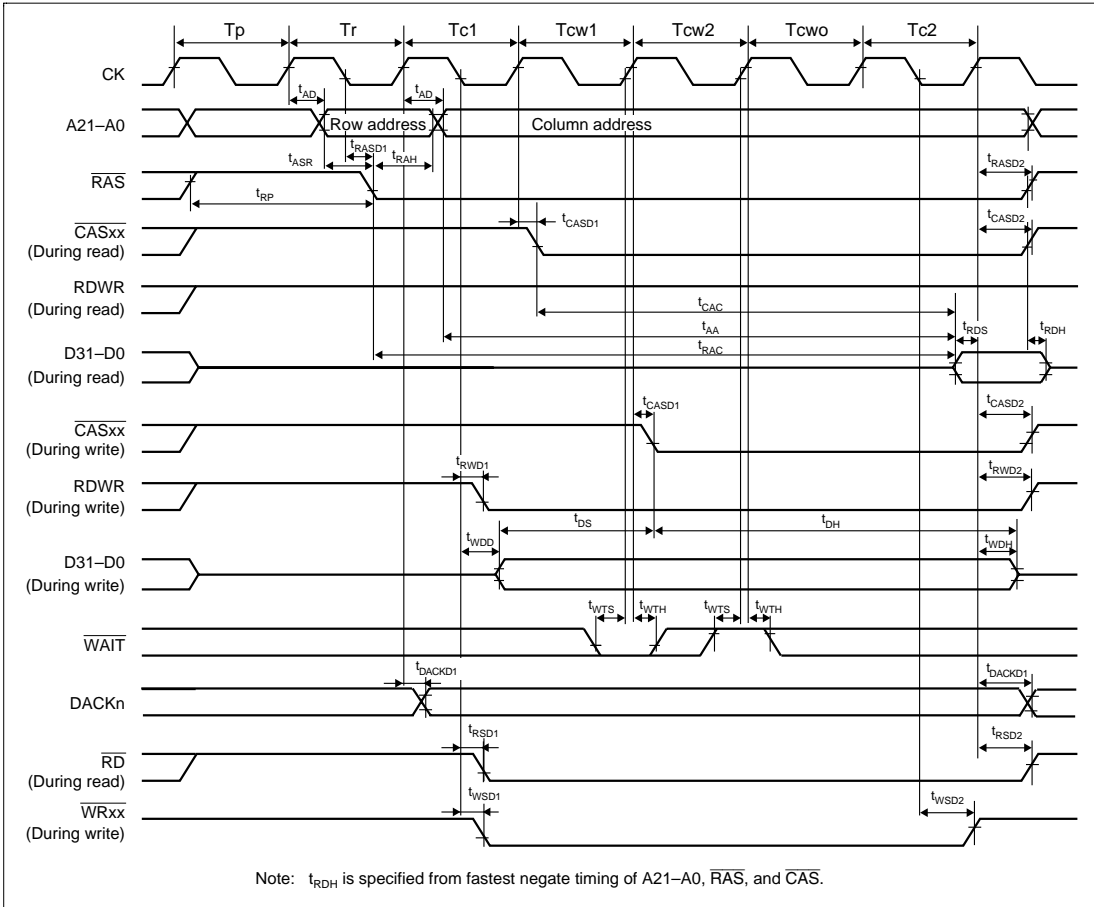 Tp Tr Tc1 Tcw1 Tcw2 Tcwo Tc2
CK
tAD tAD
A21–A0 Row address Column address
tRASD1
tASR tRAH tRASD2
RAS
tRP
tCASD1 tCASD2
CASxx
(During read)
RDWR
(During read)
tCAC
tAA
tRDS tRDH
tRAC
D31–D0
(During read)
tCASD1 tCASD2
CASxx
(During write)
tRWD1 tRWD2
RDWR
(During write)
tDS tDH
tWDD tWDH
D31–D0
(During write)
tWTS tWTH tWTS tWTH
WAIT
tDACKD1 tDACKD1
DACKn
tRSD1 tRSD2
RD
(During read)
tWSD1 tWSD2
WRxx
(During write)
Note: tRDH is specified from fastest negate timing of A21–A0, RAS, and CAS.